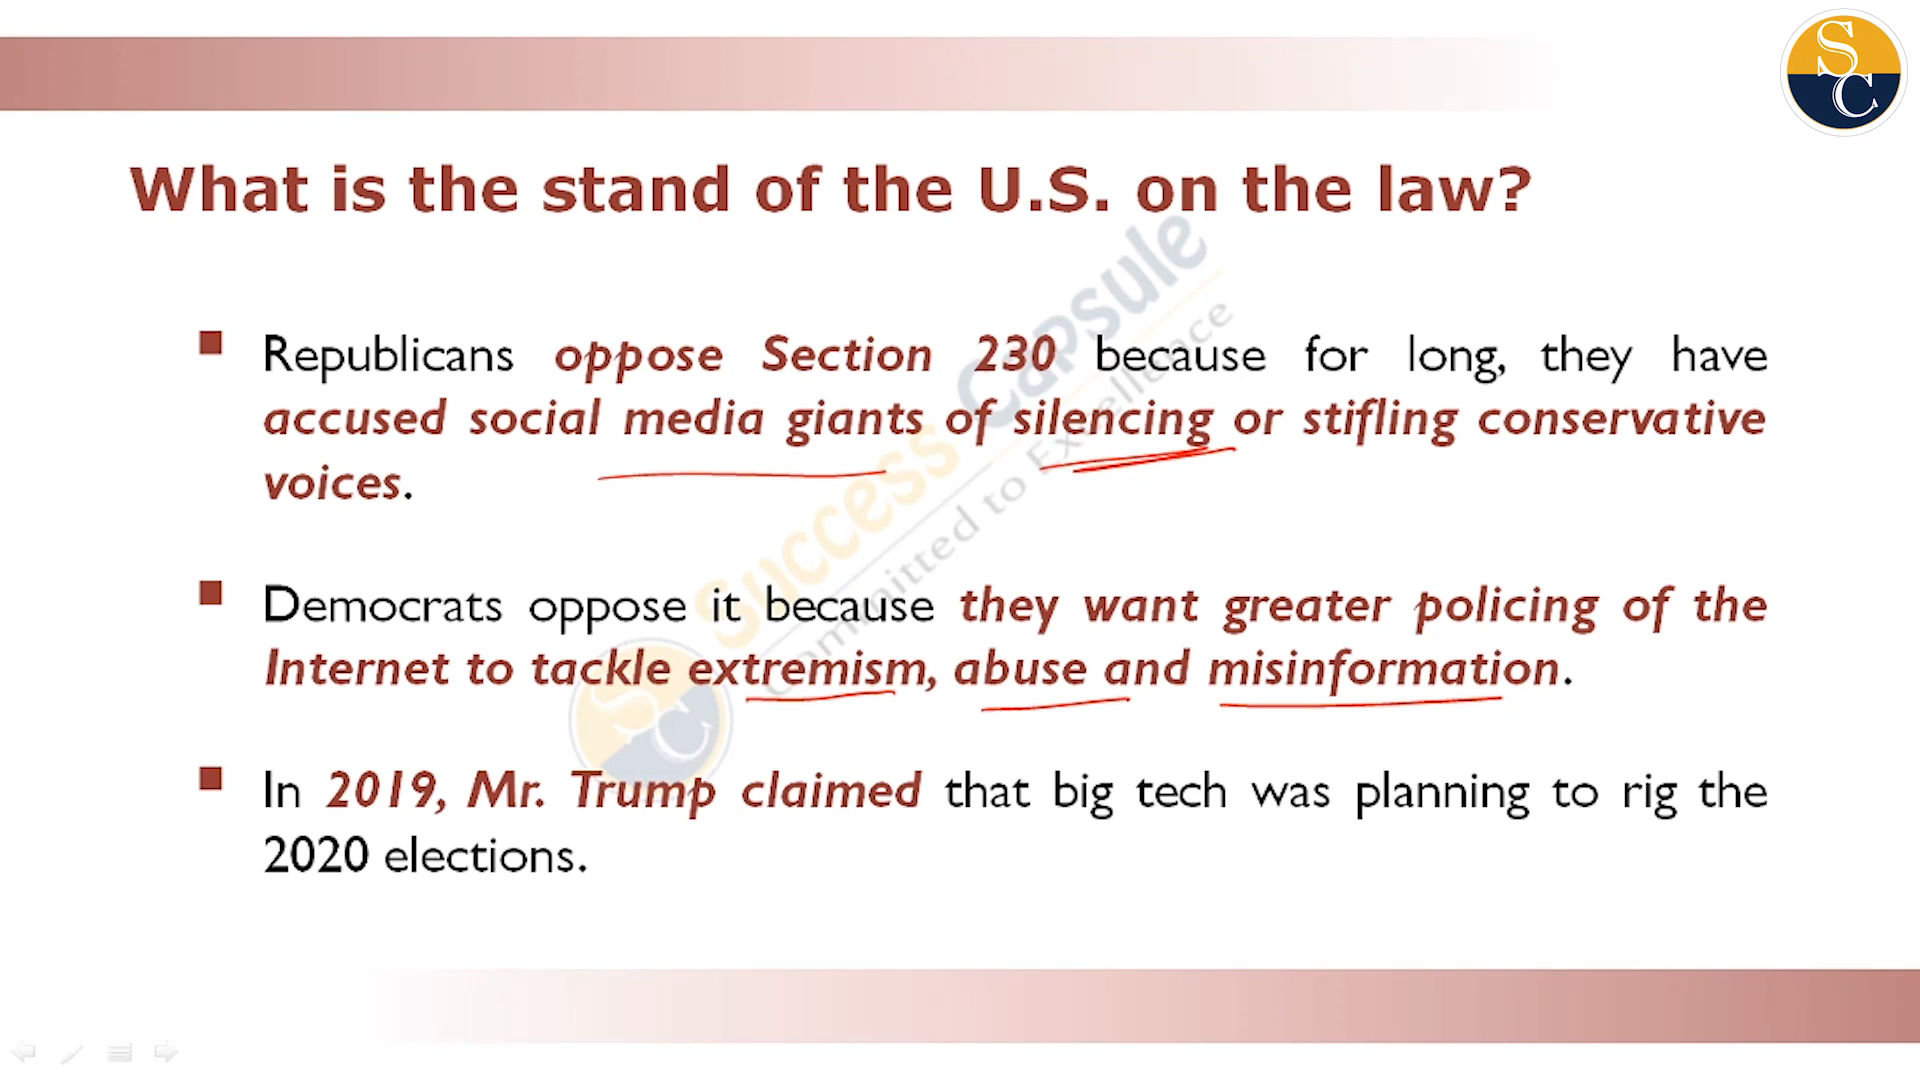 S
C
What is the stand of the U.S. on the law?
Republicans oppose Section 230 because for long, they have
accused social media giants of silencing or stifling conservative
voices.
Democrats oppose it because they want greater policing of the
Internet to tackle extremism, abuse and misinformation.
In 2019, Mr. Trump claimed that big tech was planning to rig the
2020 elections.
Success Capsule
Committed to Excellence
SC